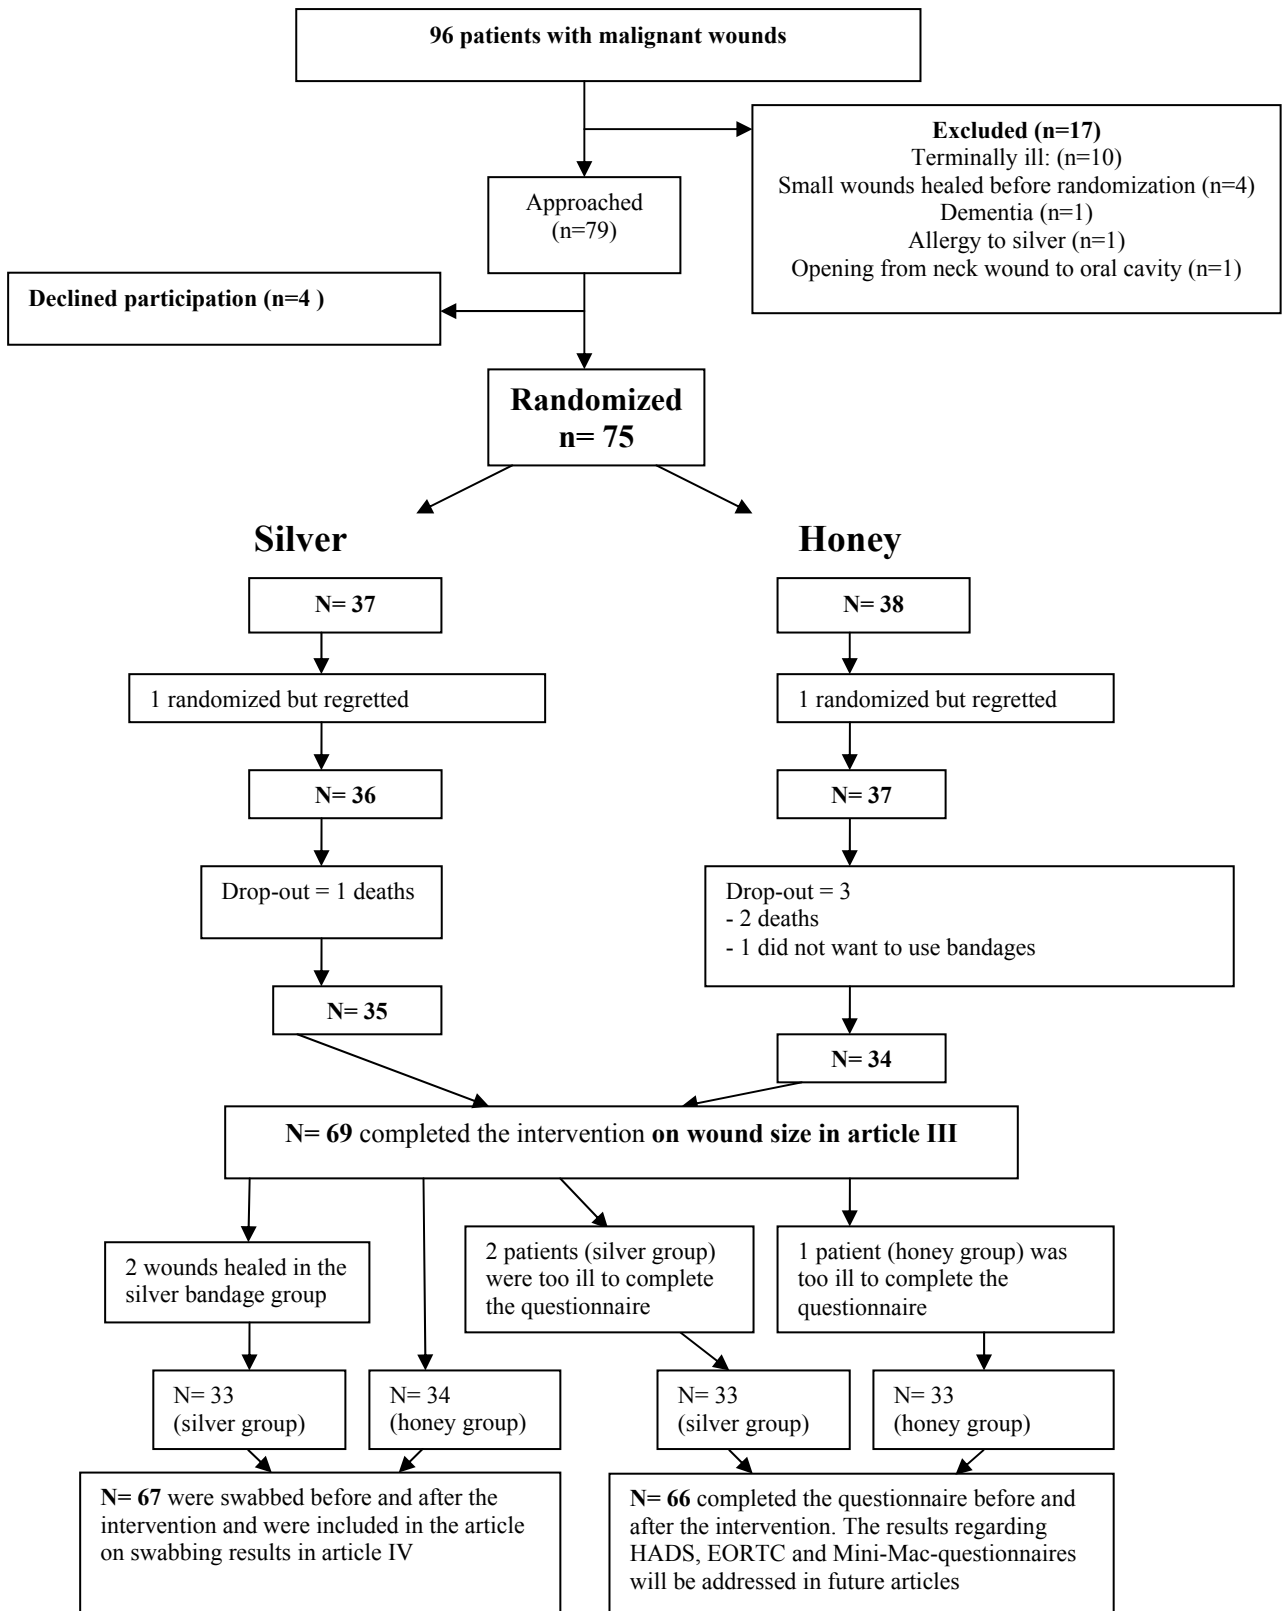 96 patients with malignant wounds
Excluded (n=17)
Terminally ill: (n=10)
Small wounds healed before randomization (n=4)
Dementia (n=1)
Allergy to silver (n=1)
Opening from neck wound to oral cavity (n=1)
Approached
(n=79)
Declined participation (n=4 )
Randomized
n= 75
Silver
Honey
N= 37
N= 38
1 randomized but regretted
1 randomized but regretted
N= 36
N= 37
Drop-out = 1 deaths
Drop-out = 3
- 2 deaths
- 1 did not want to use bandages
N= 35
N= 34
N= 69 completed the intervention on wound size in article III
2 wounds healed in the
silver bandage group
2 patients (silver group)
were too ill to complete
the questionnaire
1 patient (honey group) was
too ill to complete the
questionnaire
N= 33
(silver group)
N= 34
(honey group)
N= 33
(silver group)
N= 33
(honey group)
N= 67 were swabbed before and after the
intervention and were included in the article
on swabbing results in article IV
N= 66 completed the questionnaire before and
after the intervention. The results regarding
HADS, EORTC and Mini-Mac-questionnaires
will be addressed in future articles